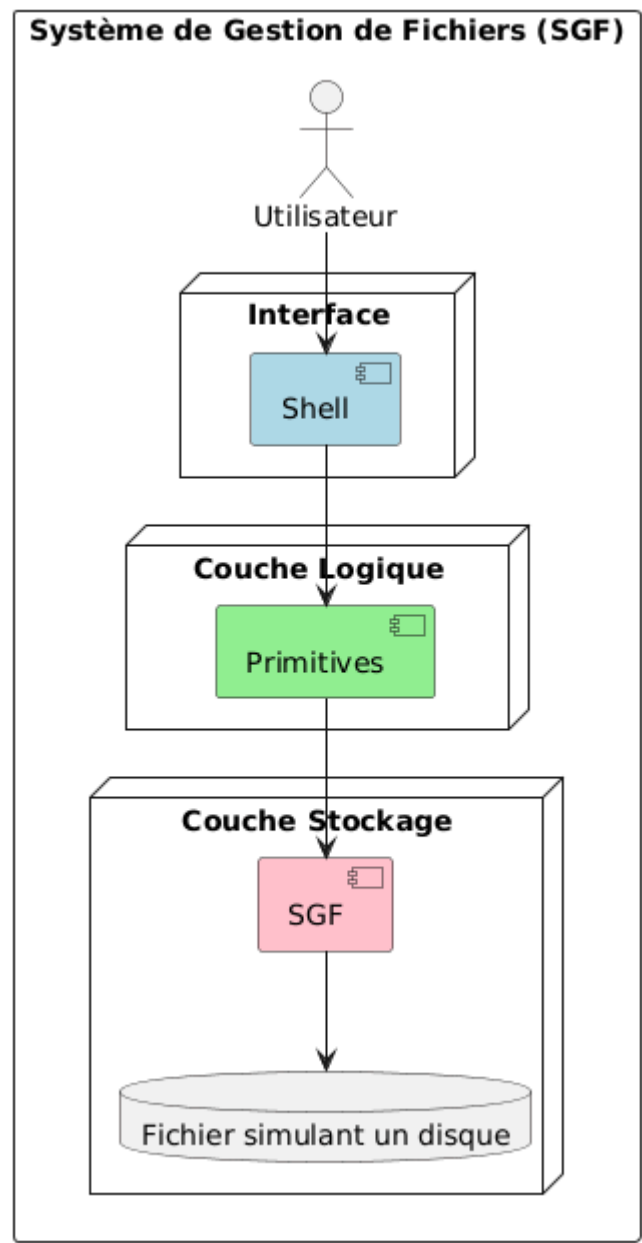 Système de Gestion de Fichiers (SGF)
Utilisateur
Interface
Shell
Couche Logique
Primitives
Couche Stockage
SGF
Fichier simulant un disque